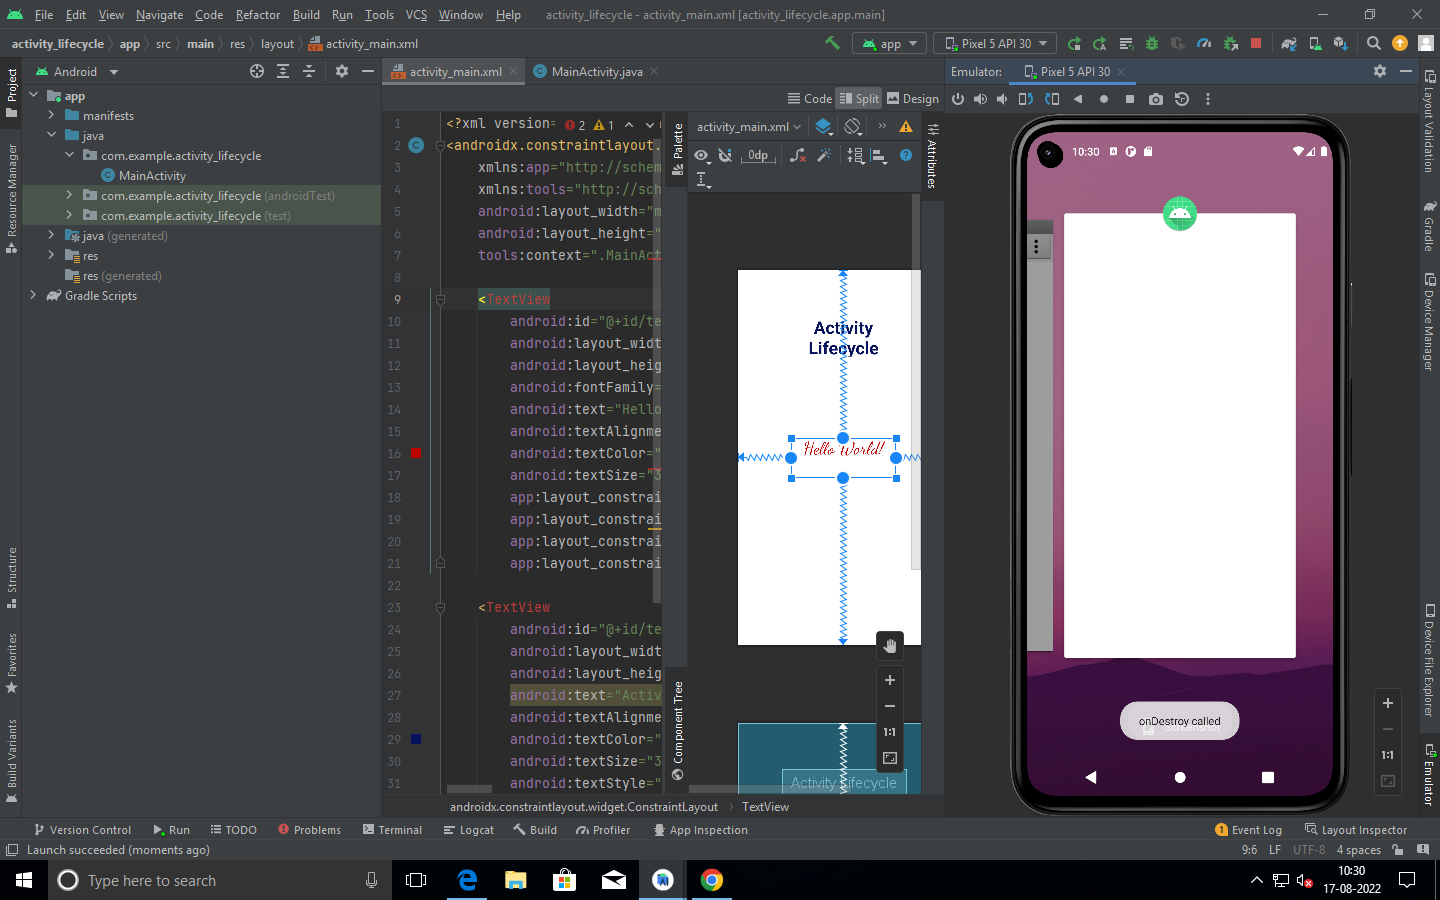 File Edit View Navigate Code Refactor Build Run Tools VCS Window Help activity_lifecycle - activity_main.xml [activity_lifecycle.app.main]
activity_lifecycle app src main res layout activity_main.xml app Pixel 5 API 30
Project
Resource Manager
Structure
Favorites
Build Variants
Android
app
manifests
java
com.example.activity_lifecycle
MainActivity
com.example.activity_lifecycle (androidTest)
com.example.activity_lifecycle (test)
java (generated)
res
res (generated)
Gradle Scripts
activity_main.xml MainActivity.java
Code Split Design
2 1
1 <?xml version=
2 <androidx.constraintlayout.
3 xmlns:app="http://schem
4 xmlns:tools="http://sch
5 android:layout_width="m
6 android:layout_height="
7 tools:context=".MainAct
8
9 <TextView
10 android:id="@+id/te
11 android:layout_widt
12 android:layout_heig
13 android:fontFamily=
14 android:text="Hello
15 android:textAlignme
16 android:textColor="
17 android:textSize="3
18 app:layout_constrai
19 app:layout_constrai
20 app:layout_constrai
21 app:layout_constrai
22
23 <TextView
24 android:id="@+id/te
25 android:layout_widt
26 android:layout_heig
27 android:text="Activ
28 android:textAlignme
29 android:textColor="
30 android:textSize="3
31 android:textStyle="
androidx.constraintlayout.widget.ConstraintLayout TextView
Palette
Component Tree
activity_main.xml
0dp
Activity
Lifecycle
Hello World!
1:1
Activity Lifecycle
Attributes
Emulator: Pixel 5 API 30
10:30
onDestroy called
Screenshot
1:1
Layout Validation
Gradle
Device Manager
Device File Explorer
Emulator
Version Control Run TODO Problems Terminal Logcat Build Profiler App Inspection 1 Event Log Layout Inspector
Launch succeeded (moments ago) 9:6 LF UTF-8 4 spaces
Type here to search
10:30
17-08-2022